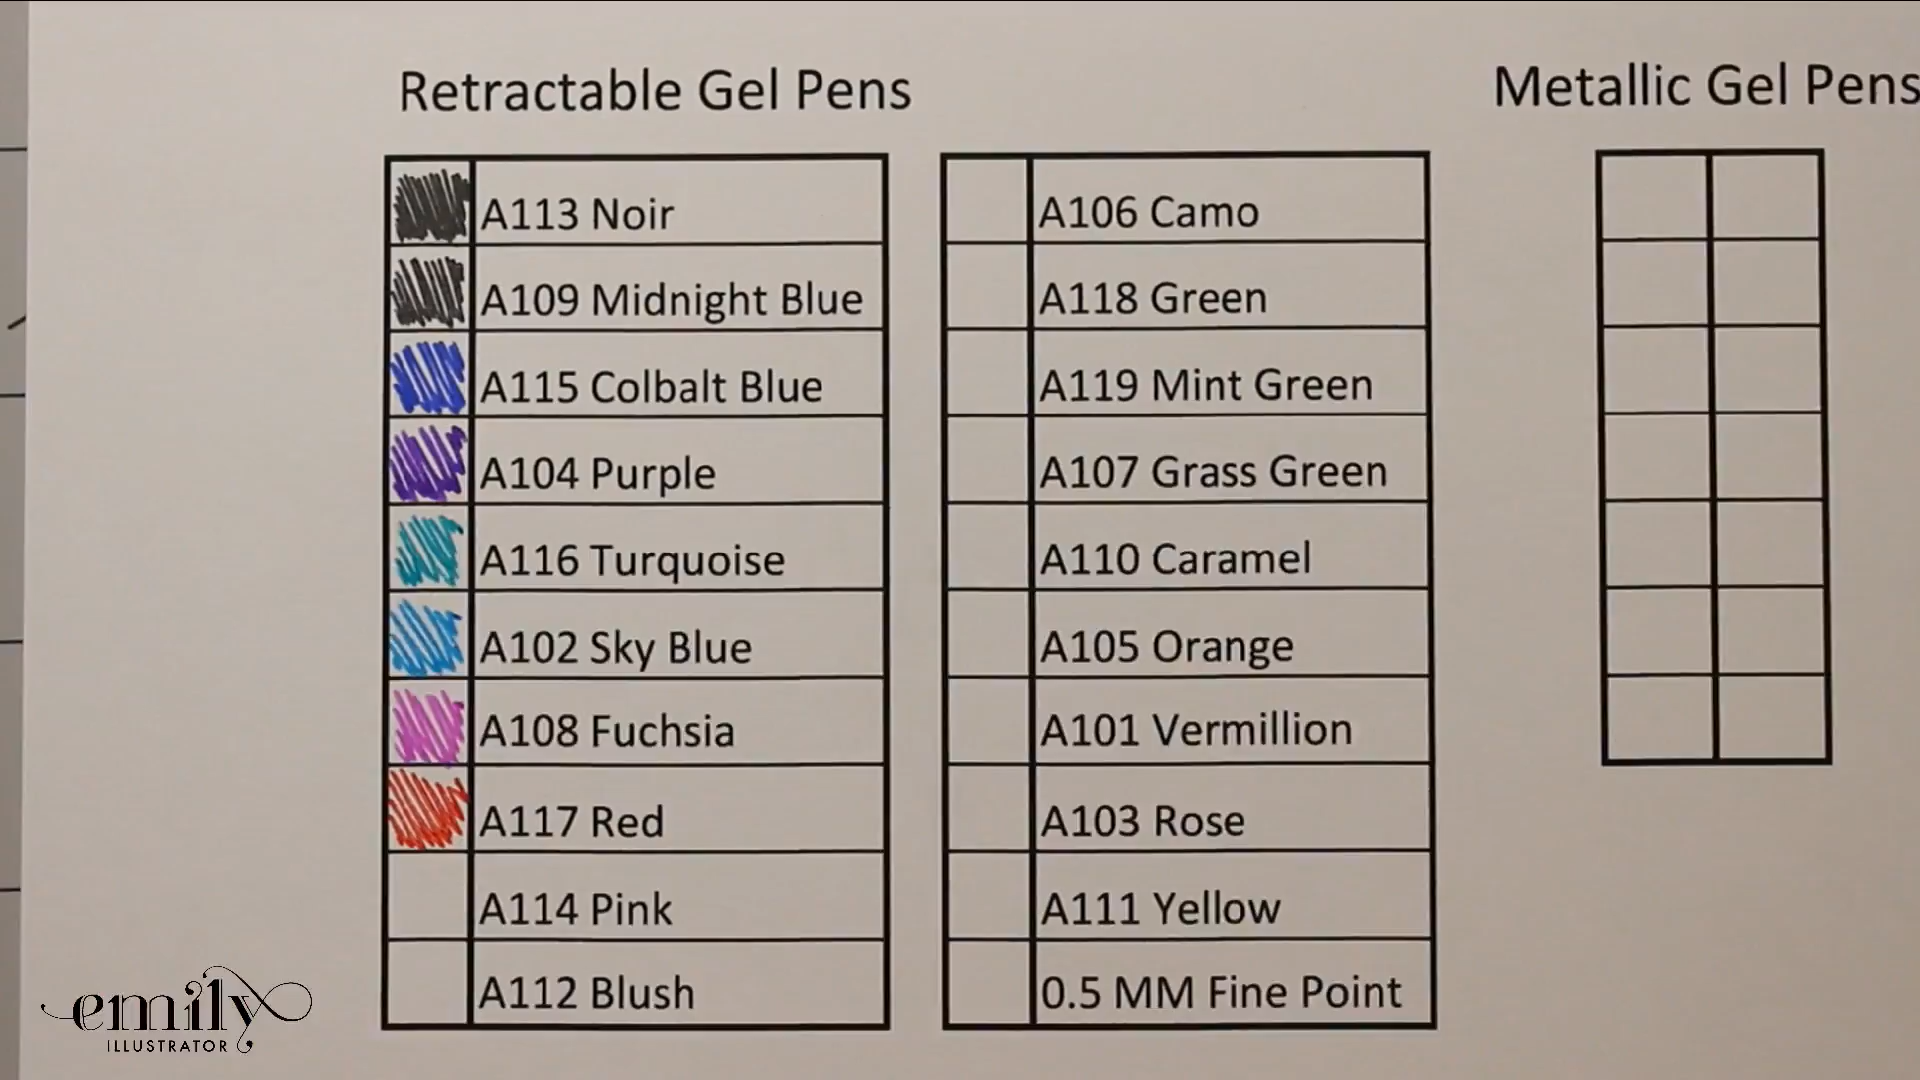 Retractable Gel Pens
A113 Noir
A109 Midnight Blue
A115 Colbalt Blue
A104 Purple
A116 Turquoise
A102 Sky Blue
A108 Fuchsia
A117 Red
A114 Pink
A112 Blush
A106 Camo
A118 Green
A119 Mint Green
A107 Grass Green
A110 Caramel
A105 Orange
A101 Vermillion
A103 Rose
A111 Yellow
0.5 MM Fine Point
Metallic Gel Pens
emily
ILLUSTRATOR